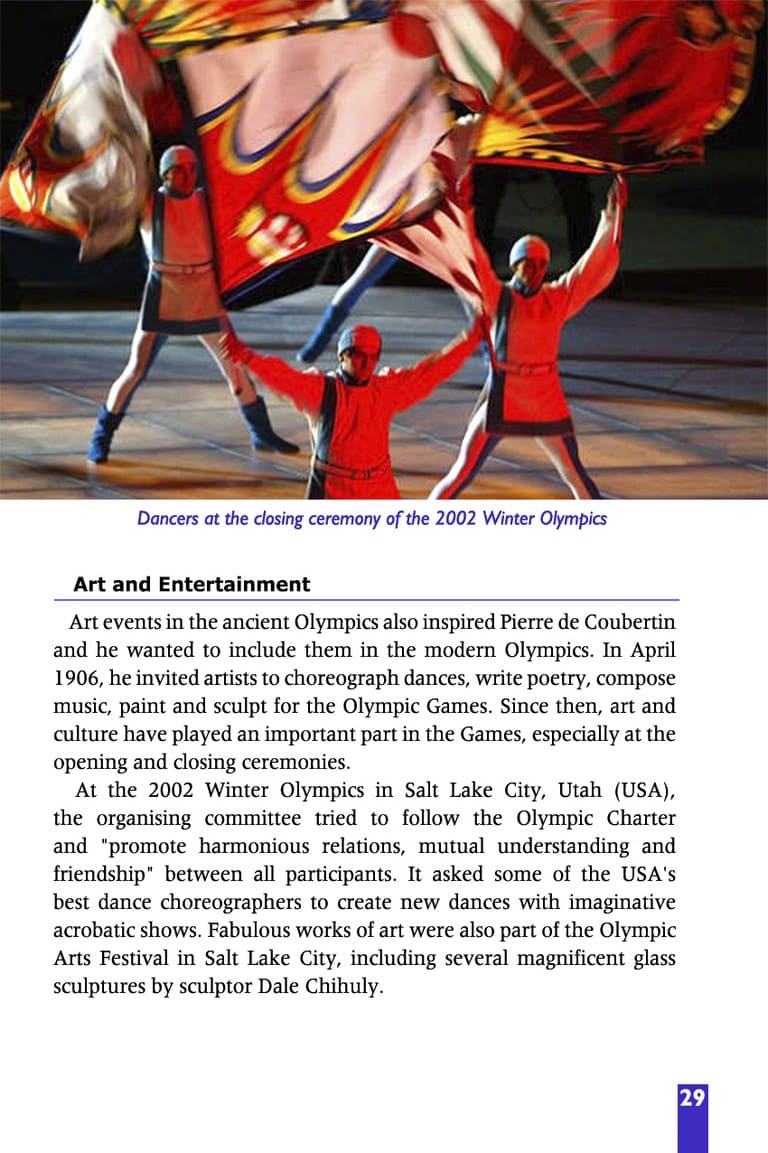 Dancers at the closing ceremony of the 2002 Winter Olympics
Art and Entertainment
Art events in the ancient Olympics also inspired Pierre de Coubertin
and he wanted to include them in the modern Olympics. In April
1906, he invited artists to choreograph dances, write poetry, compose
music, paint and sculpt for the Olympic Games. Since then, art and
culture have played an important part in the Games, especially at the
opening and closing ceremonies.
At the 2002 Winter Olympics in Salt Lake City, Utah (USA),
the organising committee tried to follow the Olympic Charter
and "promote harmonious relations, mutual understanding and
friendship" between all participants. It asked some of the USA's
best dance choreographers to create new dances with imaginative
acrobatic shows. Fabulous works of art were also part of the Olympic
Arts Festival in Salt Lake City, including several magnificent glass
sculptures by sculptor Dale Chihuly.
29